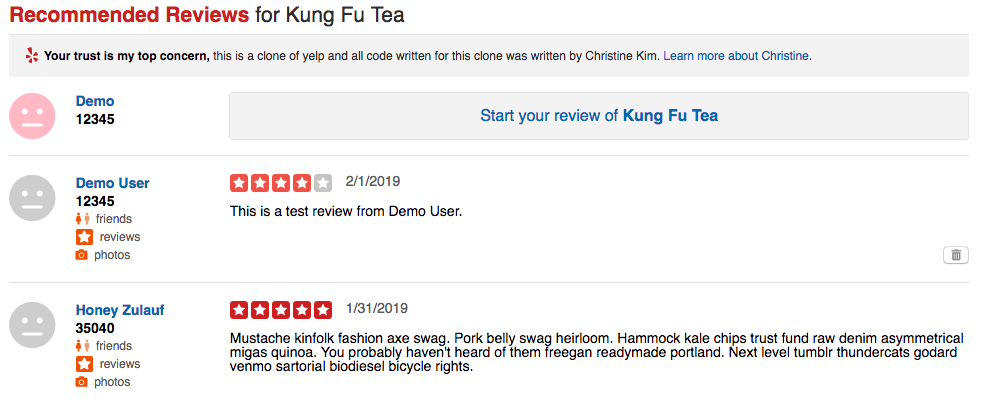 Recommended Reviews for Kung Fu Tea
Your trust is my top concern, this is a clone of yelp and all code written for this clone was written by Christine Kim. Learn more about Christine.
Demo
12345
Start your review of Kung Fu Tea
Demo User
12345
friends
reviews
photos
2/1/2019
This is a test review from Demo User.
Honey Zulauf
35040
friends
reviews
photos
1/31/2019
Mustache kinfolk fashion axe swag. Pork belly swag heirloom. Hammock kale chips trust fund raw denim asymmetrical
migas quinoa. You probably haven't heard of them freegan readymade portland. Next level tumblr thundercats godard
venmo sartorial biodiesel bicycle rights.